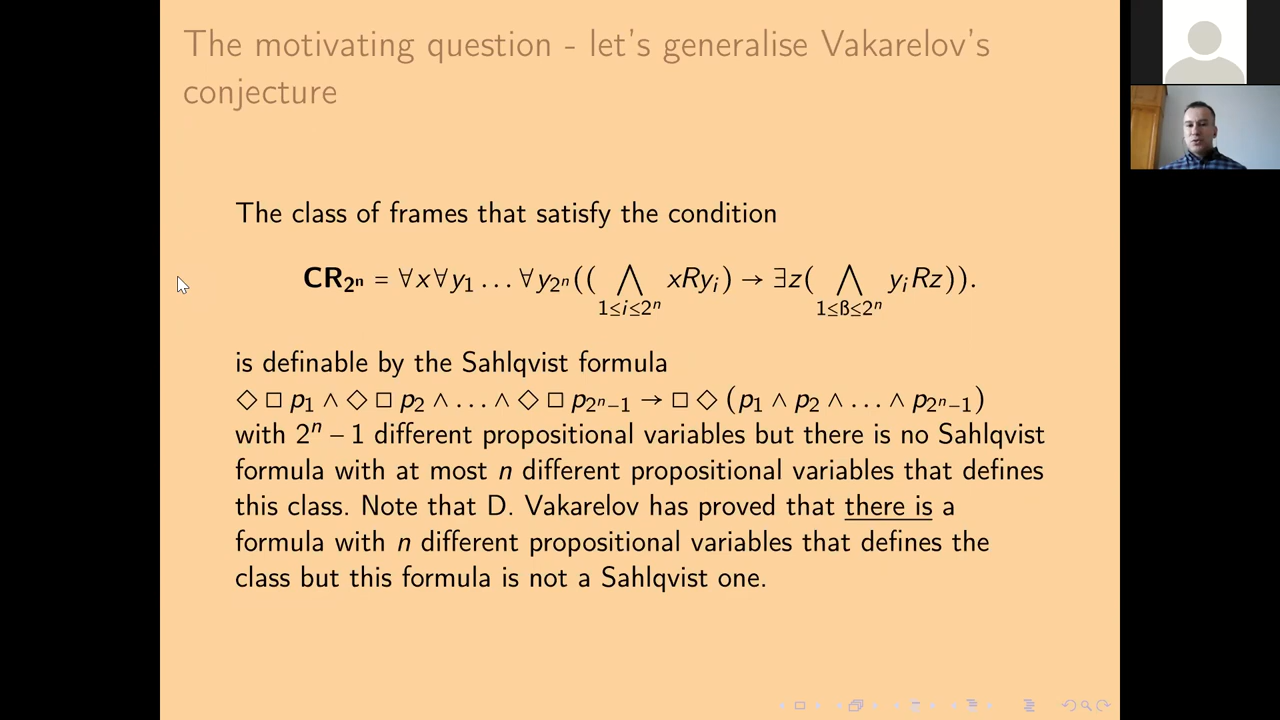 The motivating question - let's generalise Vakarelov's
conjecture
The class of frames that satisfy the condition
CR₂ⁿ = ∀x∀y₁ … ∀y₂ⁿ(( ⋀ xRyᵢ) → ∃z( ⋀ yᵢRz)).
1≤i≤2ⁿ 1≤ß≤2ⁿ
is definable by the Sahlqvist formula
◇□p₁ ∧ ◇□p₂ ∧ … ∧ ◇□p₂ⁿ₋₁ → □◇(p₁ ∧ p₂ ∧ … ∧ p₂ⁿ₋₁)
with 2ⁿ − 1 different propositional variables but there is no Sahlqvist
formula with at most n different propositional variables that defines
this class. Note that D. Vakarelov has proved that there is a
formula with n different propositional variables that defines the
class but this formula is not a Sahlqvist one.